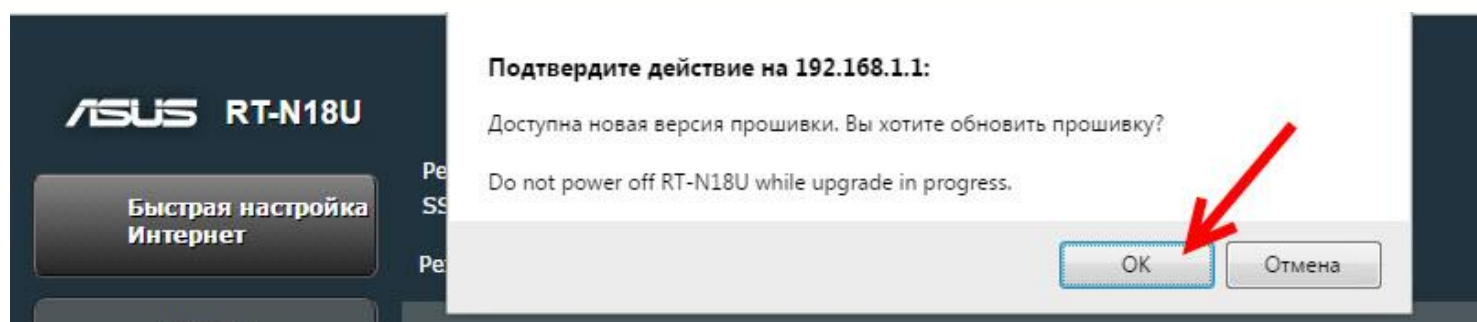 Подтвердите действие на 192.168.1.1:
ASUS RT-N18U
Доступна новая версия прошивки. Вы хотите обновить прошивку?
Do not power off RT-N18U while upgrade in progress.
Быстрая настройка
Интернет
OK
Отмена